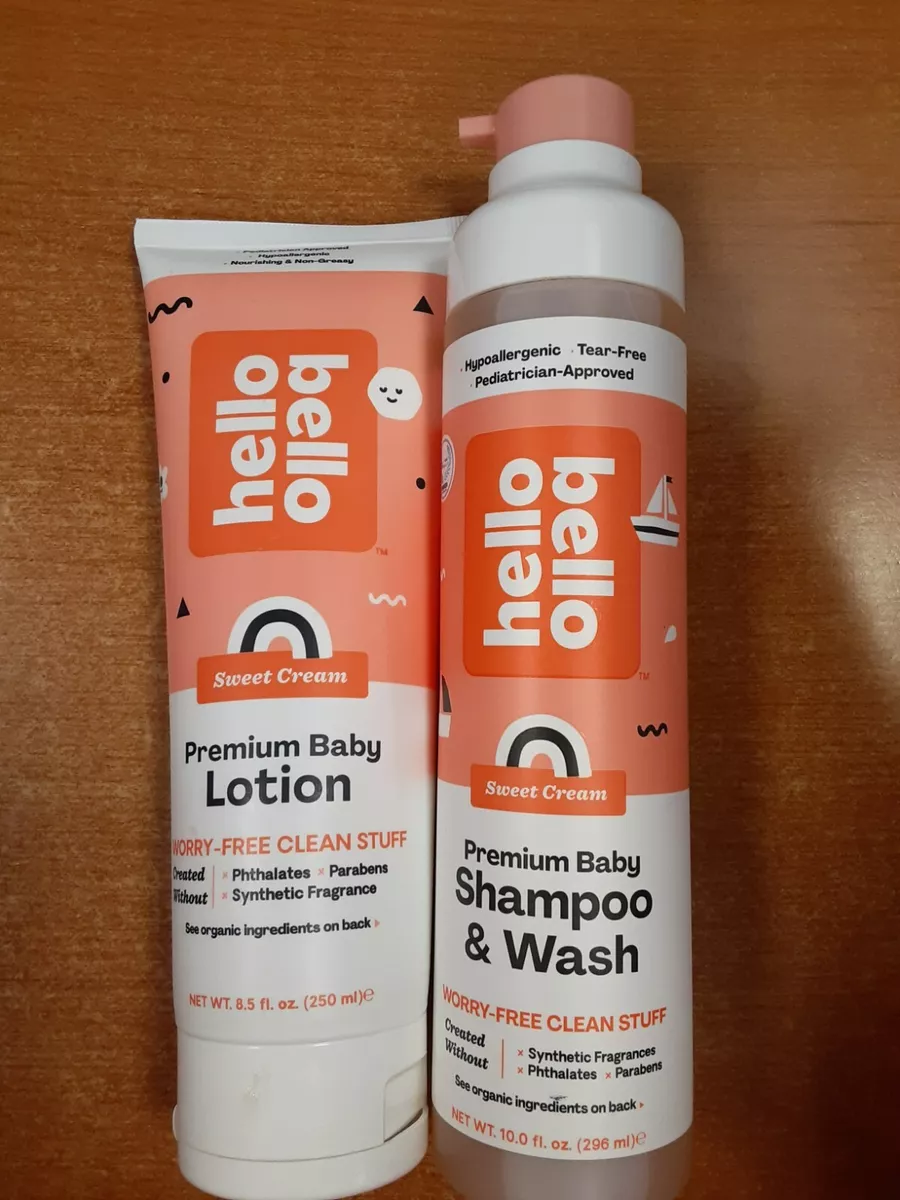 · Pediatrician Approved
· Hypoallergenic
· Nourishing & Non-Greasy
hello
bello
TM
Sweet Cream
Premium Baby
Lotion
WORRY-FREE CLEAN STUFF
Created
Without
× Phthalates × Parabens
× Synthetic Fragrance
See organic ingredients on back
NET WT. 8.5 fl. oz. (250 ml)℮
· Hypoallergenic · Tear-Free
· Pediatrician-Approved
hello
bello
TM
Sweet Cream
Premium Baby
Shampoo
& Wash
WORRY-FREE CLEAN STUFF
Created
Without
× Synthetic Fragrances
× Phthalates × Parabens
See organic ingredients on back
NET WT. 10.0 fl. oz. (296 ml)℮